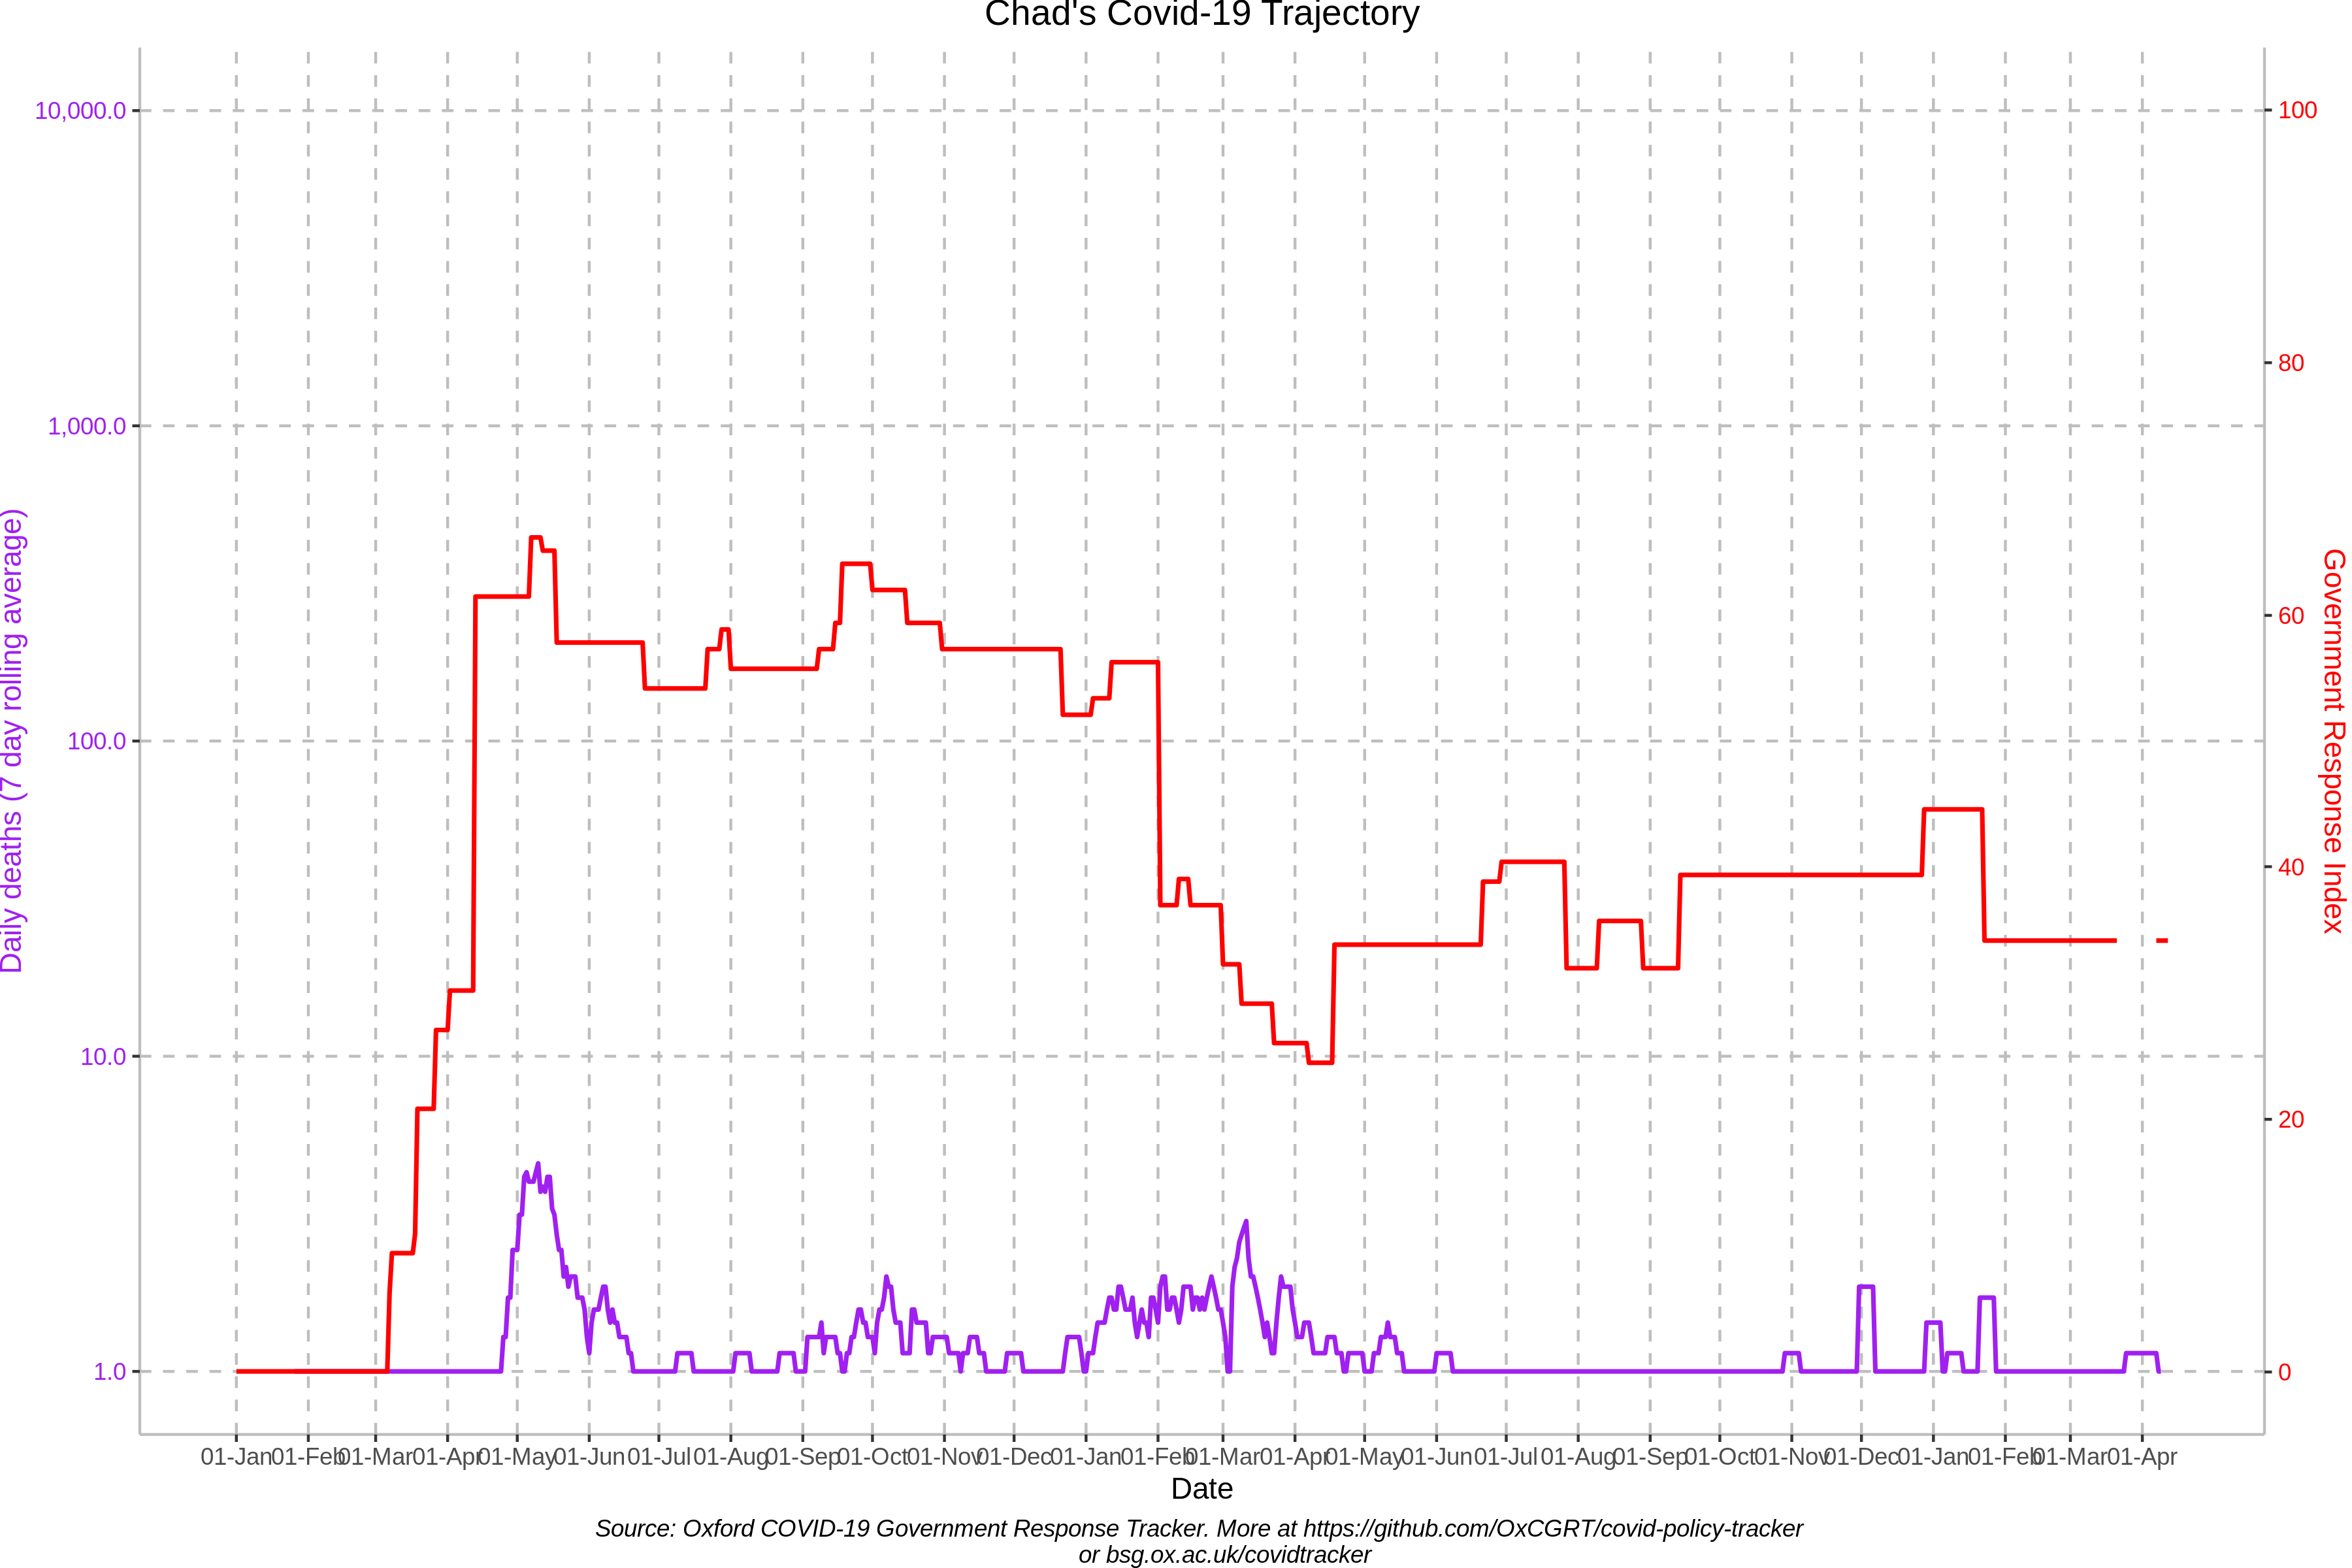 Chad's Covid-19 Trajectory
10,000.0
1,000.0
100.0
10.0
1.0
Daily deaths (7 day rolling average)
100
80
60
40
20
0
Government Response Index
01-Jan 01-Feb 01-Mar 01-Apr 01-May 01-Jun 01-Jul 01-Aug 01-Sep 01-Oct 01-Nov 01-Dec 01-Jan 01-Feb 01-Mar 01-Apr 01-May 01-Jun 01-Jul 01-Aug 01-Sep 01-Oct 01-Nov 01-Dec 01-Jan 01-Feb 01-Mar 01-Apr
Date
Source: Oxford COVID-19 Government Response Tracker. More at https://github.com/OxCGRT/covid-policy-tracker
or bsg.ox.ac.uk/covidtracker